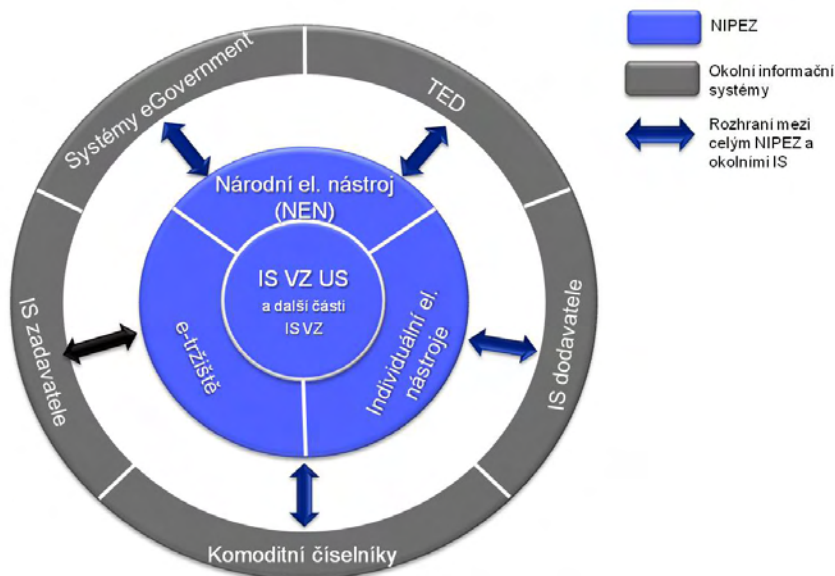 Systémy eGovernment
TED
IS zadavatele
IS dodavatele
Komoditní číselníky
Národní el. nástroj
(NEN)
IS VZ US
a další části
IS VZ
e-tržiště
Individuální el.
nástroje
NIPEZ
Okolní informační
systémy
Rozhraní mezi
celým NIPEZ a
okolními IS